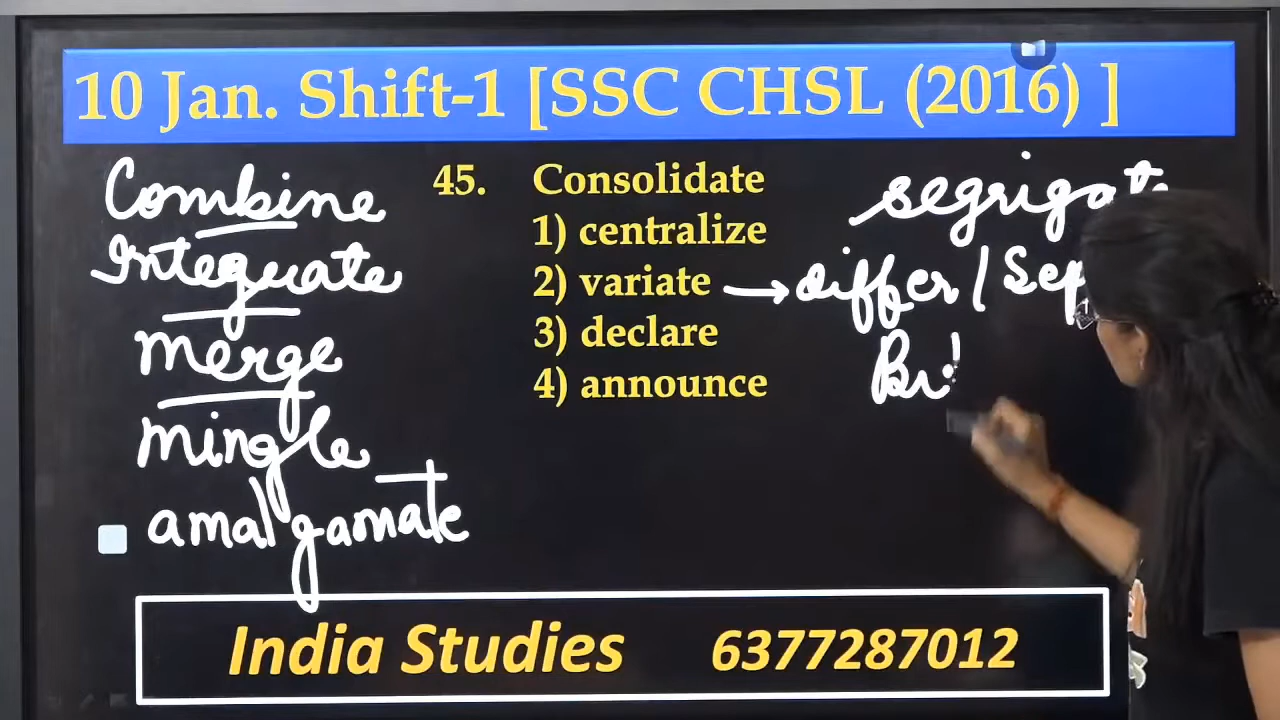 10 Jan. Shift-1 [SSC CHSL (2016) ]
Combine
Integuate
merge
mingle
amalgamate
45. Consolidate
1) centralize
2) variate → differ /
3) declare
4) announce
India Studies 6377287012